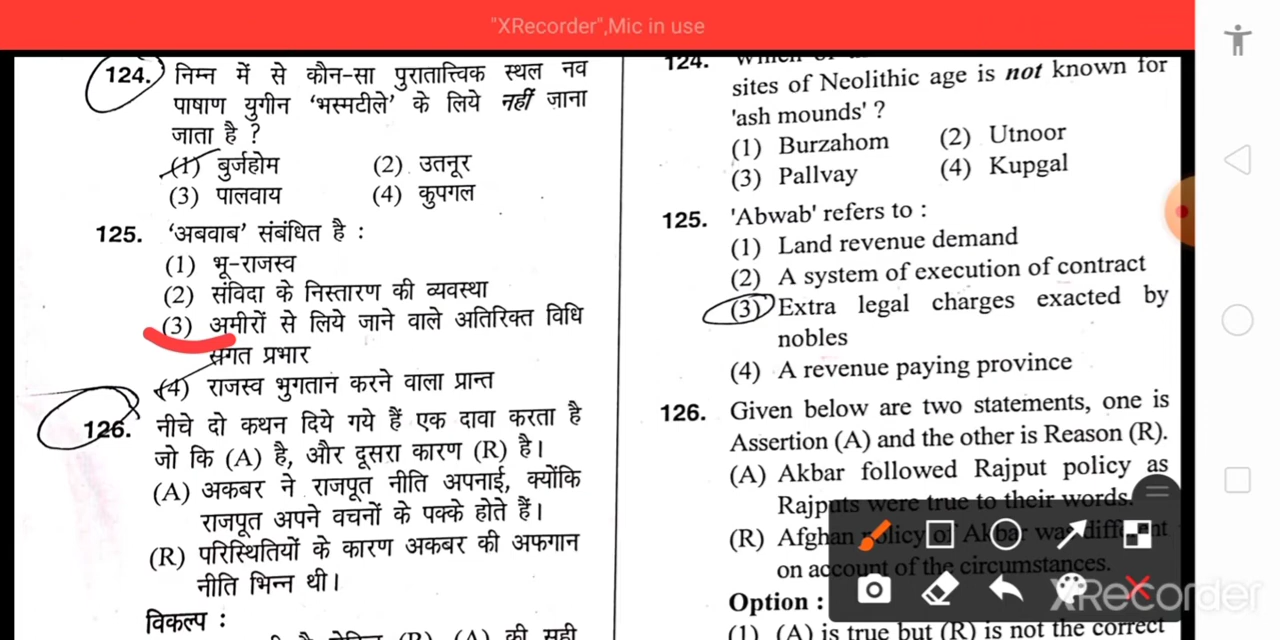 "XRecorder",Mic in use
124. निम्न में से कौन-सा पुरातात्त्विक स्थल नव
पाषाण युगीन 'भस्मटीले' के लिये नहीं जाना
जाता है ?
(1) बुर्जहोम (2) उतनूर
(3) पालवाय (4) कुपगल
125. 'अबवाब' संबंधित है :
(1) भू-राजस्व
(2) संविदा के निस्तारण की व्यवस्था
(3) अमीरों से लिये जाने वाले अतिरिक्त विधि
संगत प्रभार
(4) राजस्व भुगतान करने वाला प्रान्त
126. नीचे दो कथन दिये गये हैं एक दावा करता है
जो कि (A) है, और दूसरा कारण (R) है।
(A) अकबर ने राजपूत नीति अपनाई, क्योंकि
राजपूत अपने वचनों के पक्के होते हैं।
(R) परिस्थितियों के कारण अकबर की अफगान
नीति भिन्न थी।
विकल्प :
(R), (A) की सही
124. Which of
sites of Neolithic age is not known for
'ash mounds' ?
(1) Burzahom (2) Utnoor
(3) Pallvay (4) Kupgal
125. 'Abwab' refers to :
(1) Land revenue demand
(2) A system of execution of contract
(3) Extra legal charges exacted by
nobles
(4) A revenue paying province
126. Given below are two statements, one is
Assertion (A) and the other is Reason (R).
(A) Akbar followed Rajput policy as
Rajputs were true to their words.
(R) Afghan policy of Akbar was different
on account of the circumstances.
Option :
(1) (A) is true but (R) is not the correct
XRecorder